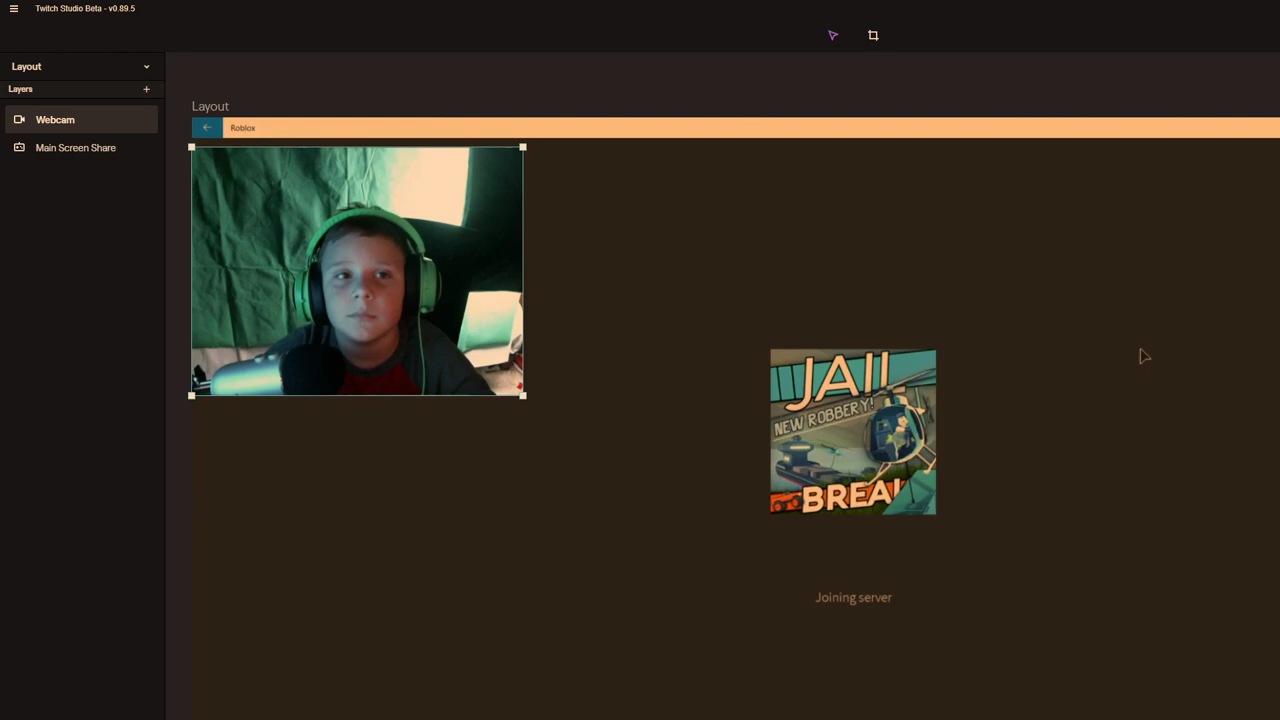 Twitch Studio Beta - v0.89.5
Layout
Layers
Webcam
Main Screen Share
Layout
Roblox
JAIL
NEW ROBBERY!
BREAK
Joining server